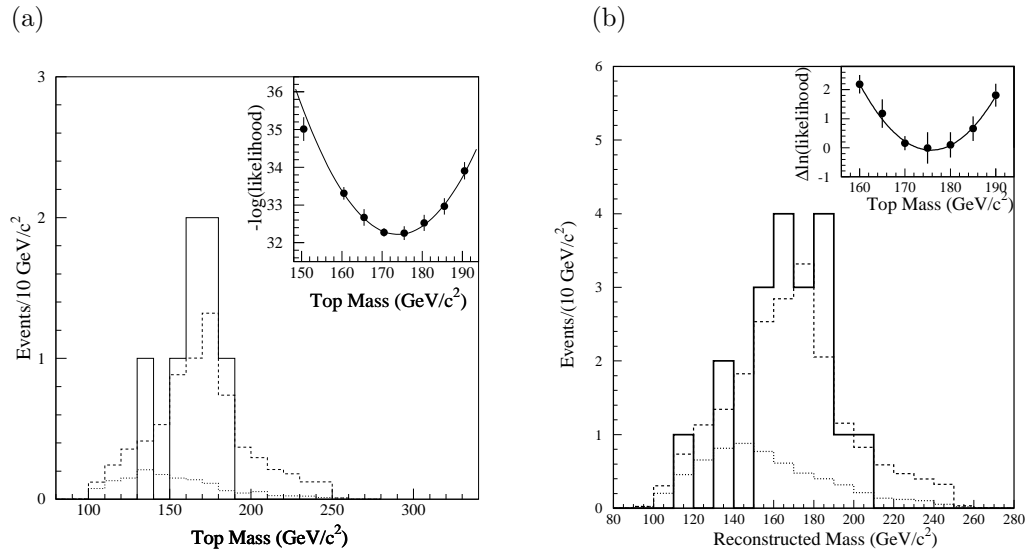 (a)
(b)
3
2
1
0
Events/10 GeV/c²
100 150 200 250 300
Top Mass (GeV/c²)
36
35
34
33
32
-log(likelihood)
150 160 170 180 190
Top Mass (GeV/c²)
6
5
4
3
2
1
0
Events/(10 GeV/c²)
80 100 120 140 160 180 200 220 240 260 280
Reconstructed Mass (GeV/c²)
2
1
0
-1
Δln(likelihood)
160 170 180 190
Top Mass (GeV/c²)